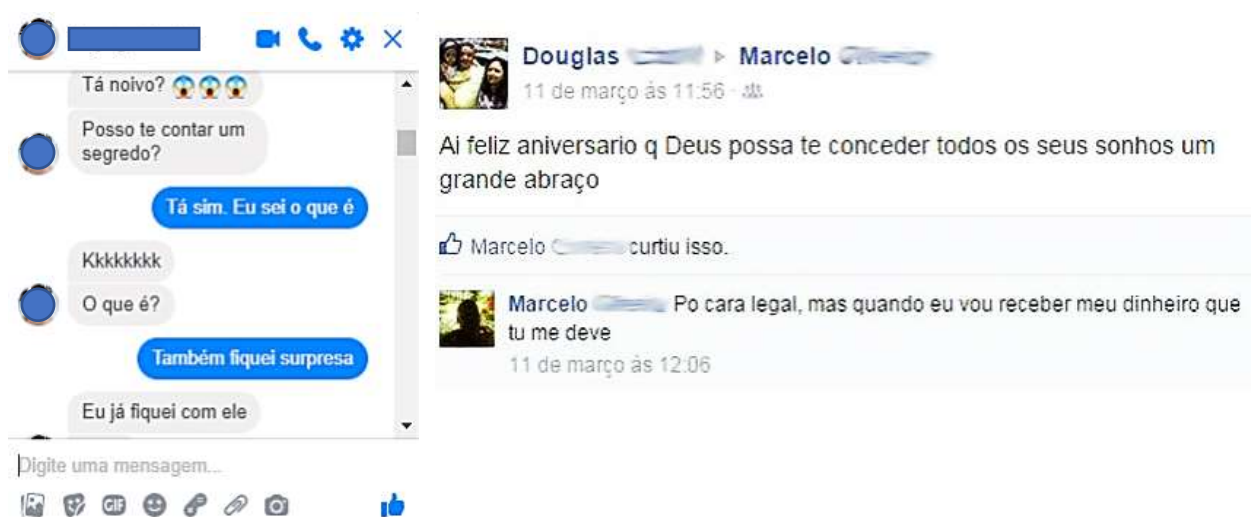 Tá noivo? 😱😱😱
Posso te contar um
segredo?
Tá sim. Eu sei o que é
Kkkkkkkk
O que é?
Também fiquei surpresa
Eu já fiquei com ele
Digite uma mensagem...
GIF
Douglas ▸ Marcelo
11 de março às 11:56 ·
Ai feliz aniversario q Deus possa te conceder todos os seus sonhos um
grande abraço
Marcelo curtiu isso.
Marcelo Po cara legal, mas quando eu vou receber meu dinheiro que
tu me deve
11 de março às 12:06